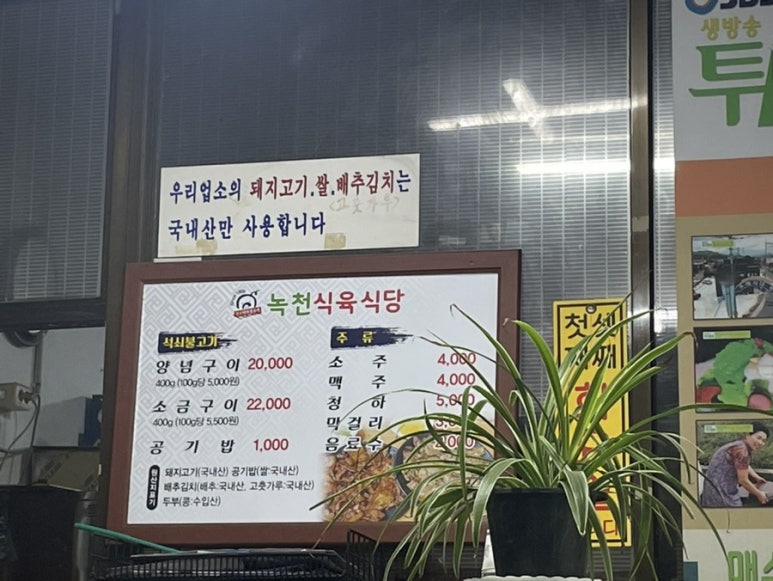 생방송
투
우리업소의 돼지고기.쌀.배추김치는
(고춧가루)
국내산만 사용합니다
녹천식육식당
석쇠불고기
양념구이 20,000
400g (100g당 5,000원)
소금구이 22,000
400g (100g당 5,500원)
공기밥 1,000
주류
소주 4,000
맥주 4,000
청하 5,000
막걸리
음료수
원산지표기
돼지고기(국내산) 공기밥(쌀:국내산)
배추김치(배추:국내산, 고춧가루:국내산)
두부(콩:수입산)
첫
째